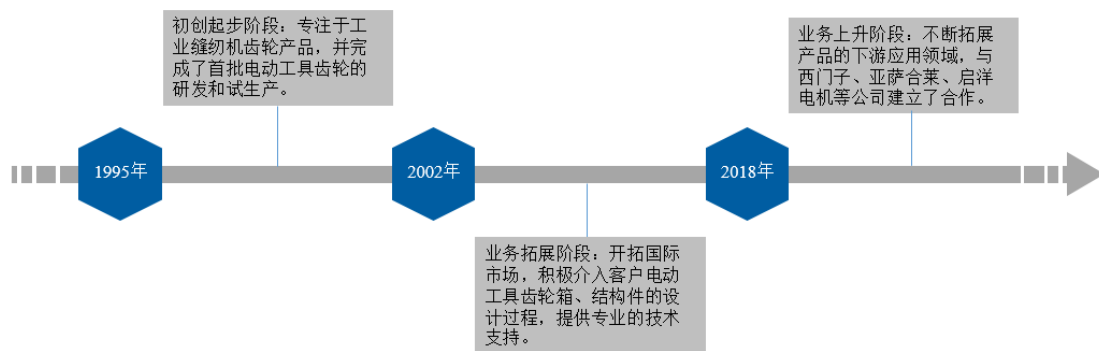 初创起步阶段：专注于工
业缝纫机齿轮产品，并完
成了首批电动工具齿轮的
研发和试生产。
业务上升阶段：不断拓展
产品的下游应用领域，与
西门子、亚萨合莱、启洋
电机等公司建立了合作。
1995年
2002年
2018年
业务拓展阶段：开拓国际
市场，积极介入客户电动
工具齿轮箱、结构件的设
计过程，提供专业的技术
支持。